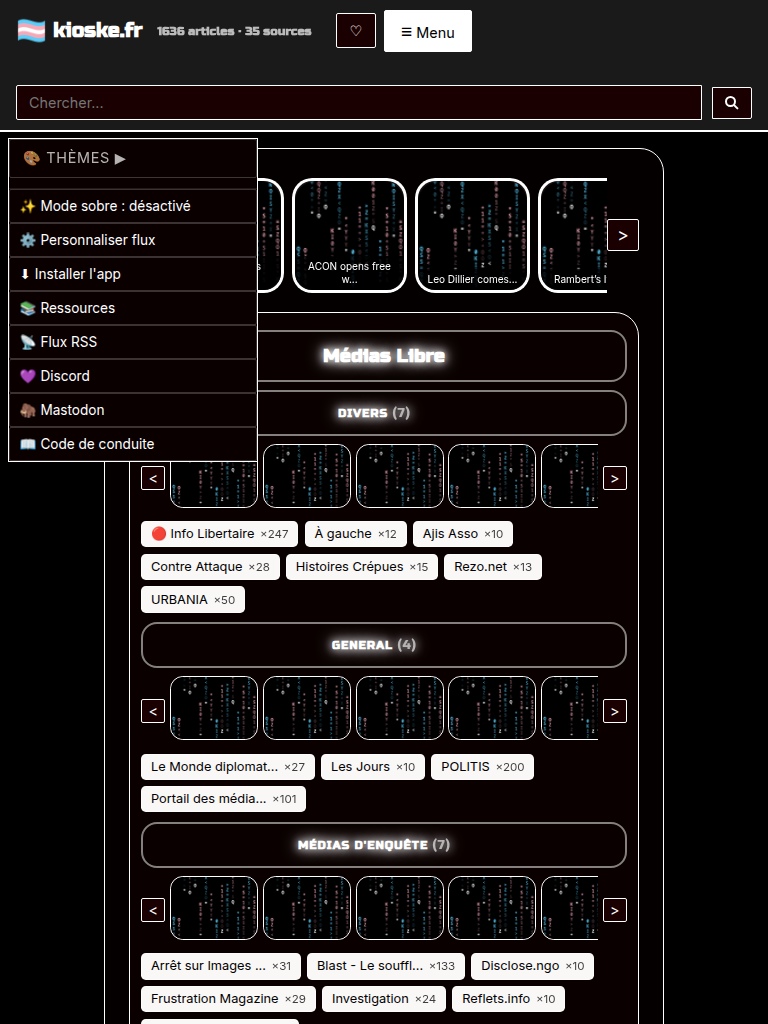 kioske.fr 1636 articles · 35 sources ♡ ≡ Menu
Chercher...
🎨 THÈMES ▶
✨ Mode sobre : désactivé
⚙️ Personnaliser flux
⬇ Installer l'app
📚 Ressources
📡 Flux RSS
💜 Discord
🦣 Mastodon
📖 Code de conduite
ACON opens free
w...
Leo Dillier comes...
Rambert's
>
Médias Libre
DIVERS (7)
< >
🔴 Info Libertaire ×247 À gauche ×12 Ajis Asso ×10
Contre Attaque ×28 Histoires Crépues ×15 Rezo.net ×13
URBANIA ×50
GENERAL (4)
< >
Le Monde diplomat... ×27 Les Jours ×10 POLITIS ×200
Portail des média... ×101
MÉDIAS D'ENQUÊTE (7)
< >
Arrêt sur Images ... ×31 Blast - Le souffl... ×133 Disclose.ngo ×10
Frustration Magazine ×29 Investigation ×24 Reflets.info ×10